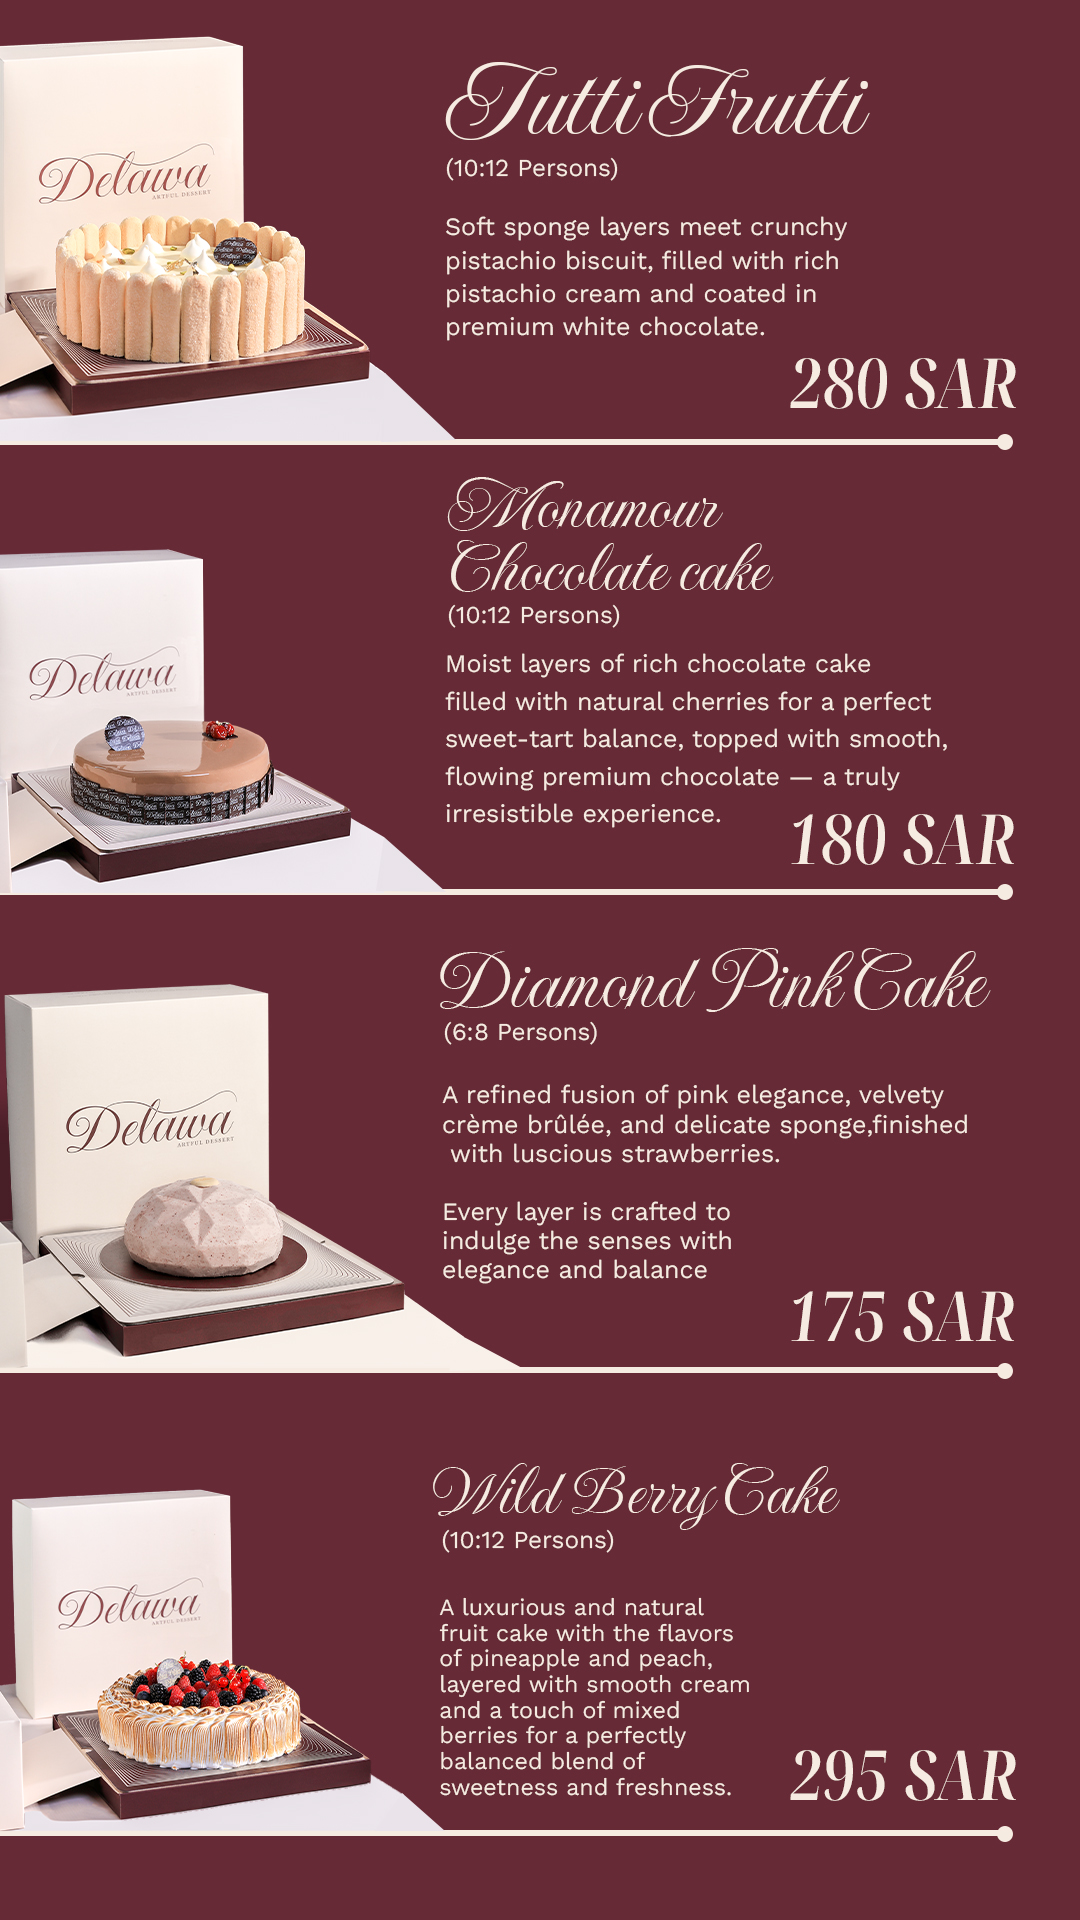 Delawa
ARTFUL DESSERT
Tutti Frutti
(10:12 Persons)
Soft sponge layers meet crunchy
pistachio biscuit, filled with rich
pistachio cream and coated in
premium white chocolate.
280 SAR
Monamour
Chocolate cake
(10:12 Persons)
Delawa
ARTFUL DESSERT
Moist layers of rich chocolate cake
filled with natural cherries for a perfect
sweet-tart balance, topped with smooth,
flowing premium chocolate — a truly
irresistible experience.
180 SAR
Diamond Pink Cake
(6:8 Persons)
Delawa
ARTFUL DESSERT
A refined fusion of pink elegance, velvety
crème brûlée, and delicate sponge,finished
with luscious strawberries.
Every layer is crafted to
indulge the senses with
elegance and balance
175 SAR
Wild Berry Cake
(10:12 Persons)
Delawa
ARTFUL DESSERT
A luxurious and natural
fruit cake with the flavors
of pineapple and peach,
layered with smooth cream
and a touch of mixed
berries for a perfectly
balanced blend of
sweetness and freshness.
295 SAR